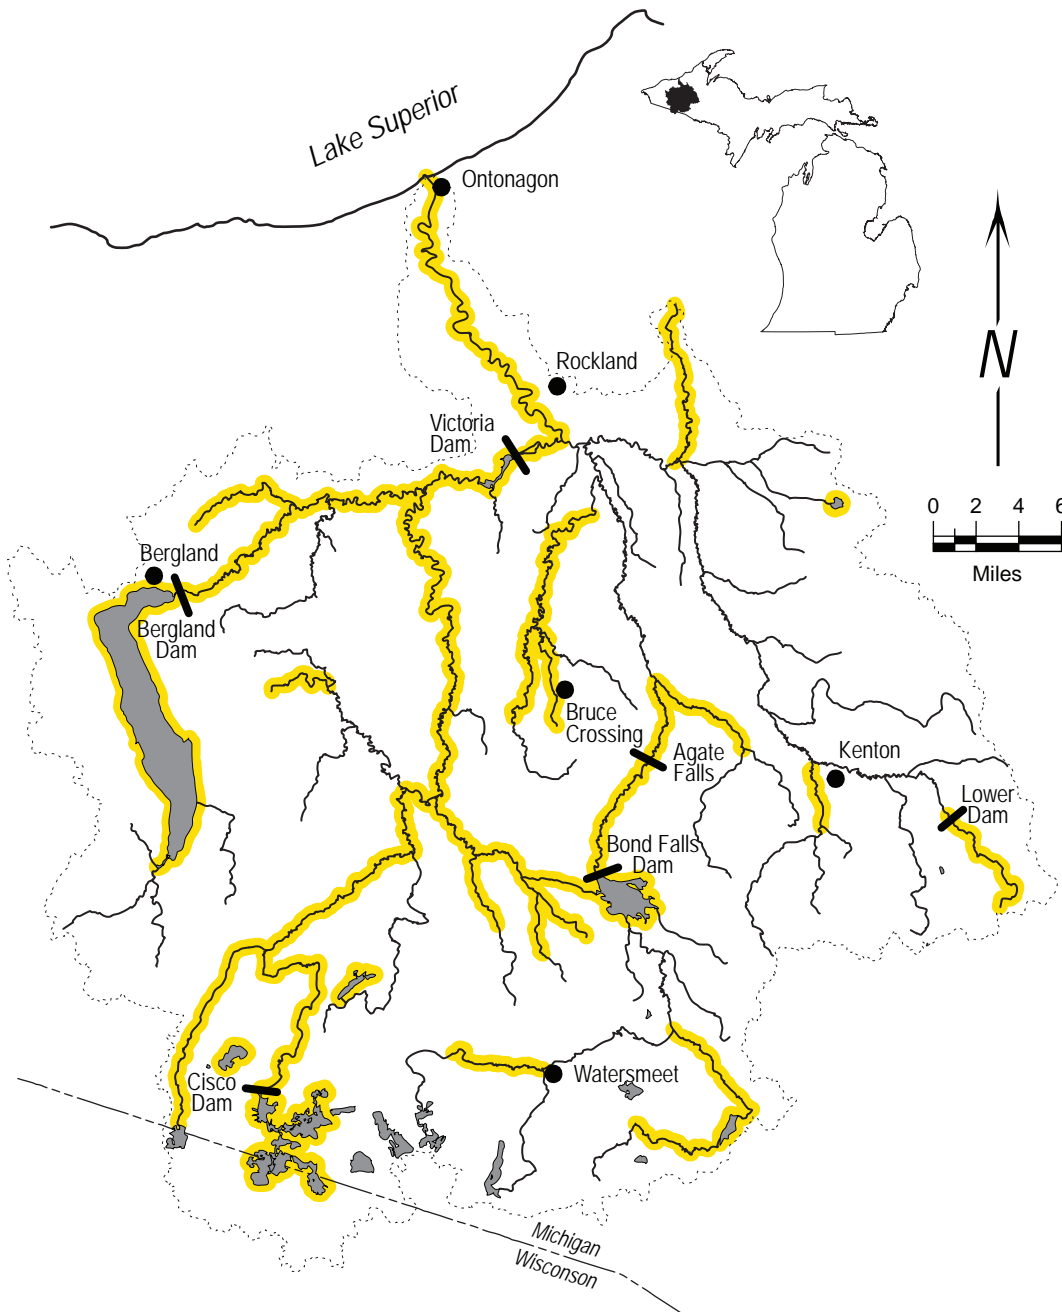 Lake Superior
Ontonagon
N
Rockland
Victoria
Dam
0 2 4 6
Miles
Bergland
Bergland
Dam
Bruce
Crossing
Agate
Falls
Kenton
Lower
Dam
Bond Falls
Dam
Cisco
Dam
Watersmeet
Michigan
Wisconson